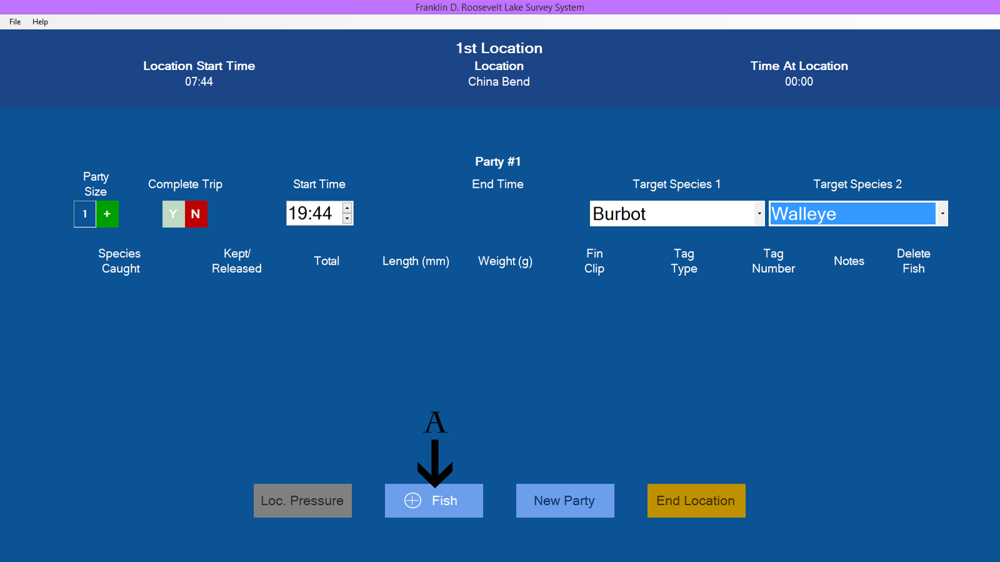 Franklin D. Roosevelt Lake Survey System
File Help
1st Location
Location Start Time Location Time At Location
07:44 China Bend 00:00
Party #1
Party Size Complete Trip Start Time End Time Target Species 1 Target Species 2
1 + Y N 19:44 Burbot Walleye
Species Caught Kept/ Released Total Length (mm) Weight (g) Fin Clip Tag Type Tag Number Notes Delete Fish
A
Loc. Pressure Fish New Party End Location